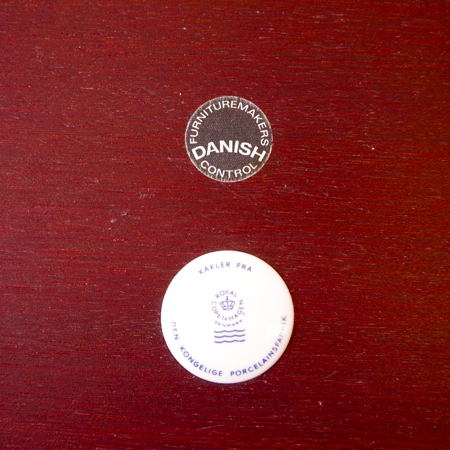 FURNITUREMAKERS
DANISH
CONTROL
KAKLER FRA
ROYAL
COPENHAGEN
DENMARK
DEN KONGELIGE PORCELAINSFABRIK